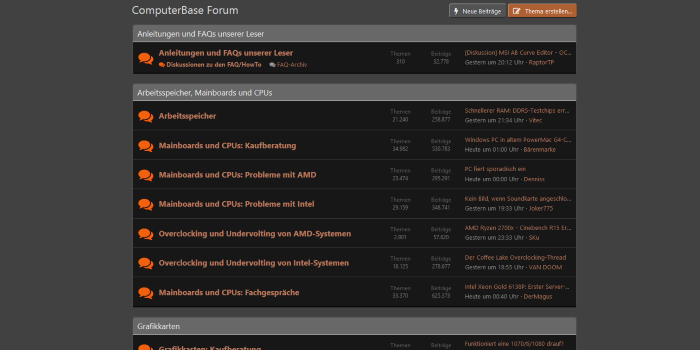 ComputerBase Forum
Neue Beiträge
Thema erstellen...
Anleitungen und FAQs unserer Leser
Anleitungen und FAQs unserer Leser
Diskussionen zu den FAQ/HowTo FAQ-Archiv
Themen
310
Beiträge
32.770
[Diskussion] MSI AB Curve Editor - OC...
Gestern um 20:12 Uhr · RaptorTP
Arbeitsspeicher, Mainboards und CPUs
Arbeitsspeicher
Themen
21.240
Beiträge
258.877
Schnellerer RAM: DDR5-Testchips err...
Gestern um 21:34 Uhr · Vitec
Mainboards und CPUs: Kaufberatung
Themen
34.982
Beiträge
530.783
Windows PC in altem PowerMac G4-C...
Heute um 01:00 Uhr · Bärenmarke
Mainboards und CPUs: Probleme mit AMD
Themen
23.474
Beiträge
295.291
PC fiert sporadisch ein
Heute um 00:00 Uhr · Denniss
Mainboards und CPUs: Probleme mit Intel
Themen
29.159
Beiträge
348.741
Kein Bild, wenn Soundkarte angeschlo...
Gestern um 19:33 Uhr · Joker775
Overclocking und Undervolting von AMD-Systemen
Themen
2.901
Beiträge
57.620
AMD Ryzen 2700x - Cinebench R15 Er...
Gestern um 23:33 Uhr · SKu
Overclocking und Undervolting von Intel-Systemen
Themen
18.125
Beiträge
278.677
Der Coffee Lake Overclocking-Thread
Gestern um 18:55 Uhr · VAN DOOM
Mainboards und CPUs: Fachgespräche
Themen
33.370
Beiträge
625.373
Intel Xeon Gold 6138P: Erster Server-...
Heute um 00:40 Uhr · DerMagus
Grafikkarten
Grafikkarten: Kaufberatung
Themen
Beiträge
Funktioniert eine 1070/6/1080 drauf?